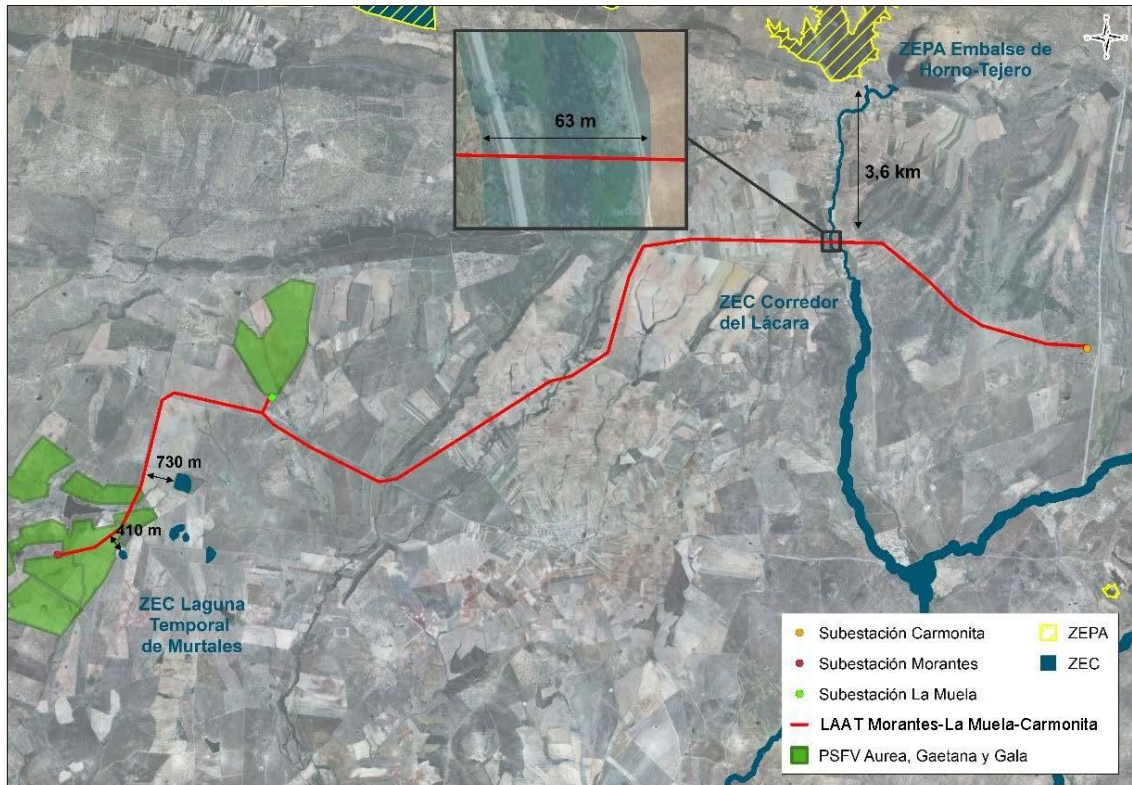 ZEPA Embalse de
Horno-Tejero
63 m
3,6 km
ZEC Corredor
del Lácara
730 m
410 m
ZEC Laguna
Temporal
de Murtales
Subestación Carmonita
ZEPA
Subestación Morantes
ZEC
Subestación La Muela
LAAT Morantes-La Muela-Carmonita
PSFV Aurea, Gaetana y Gala